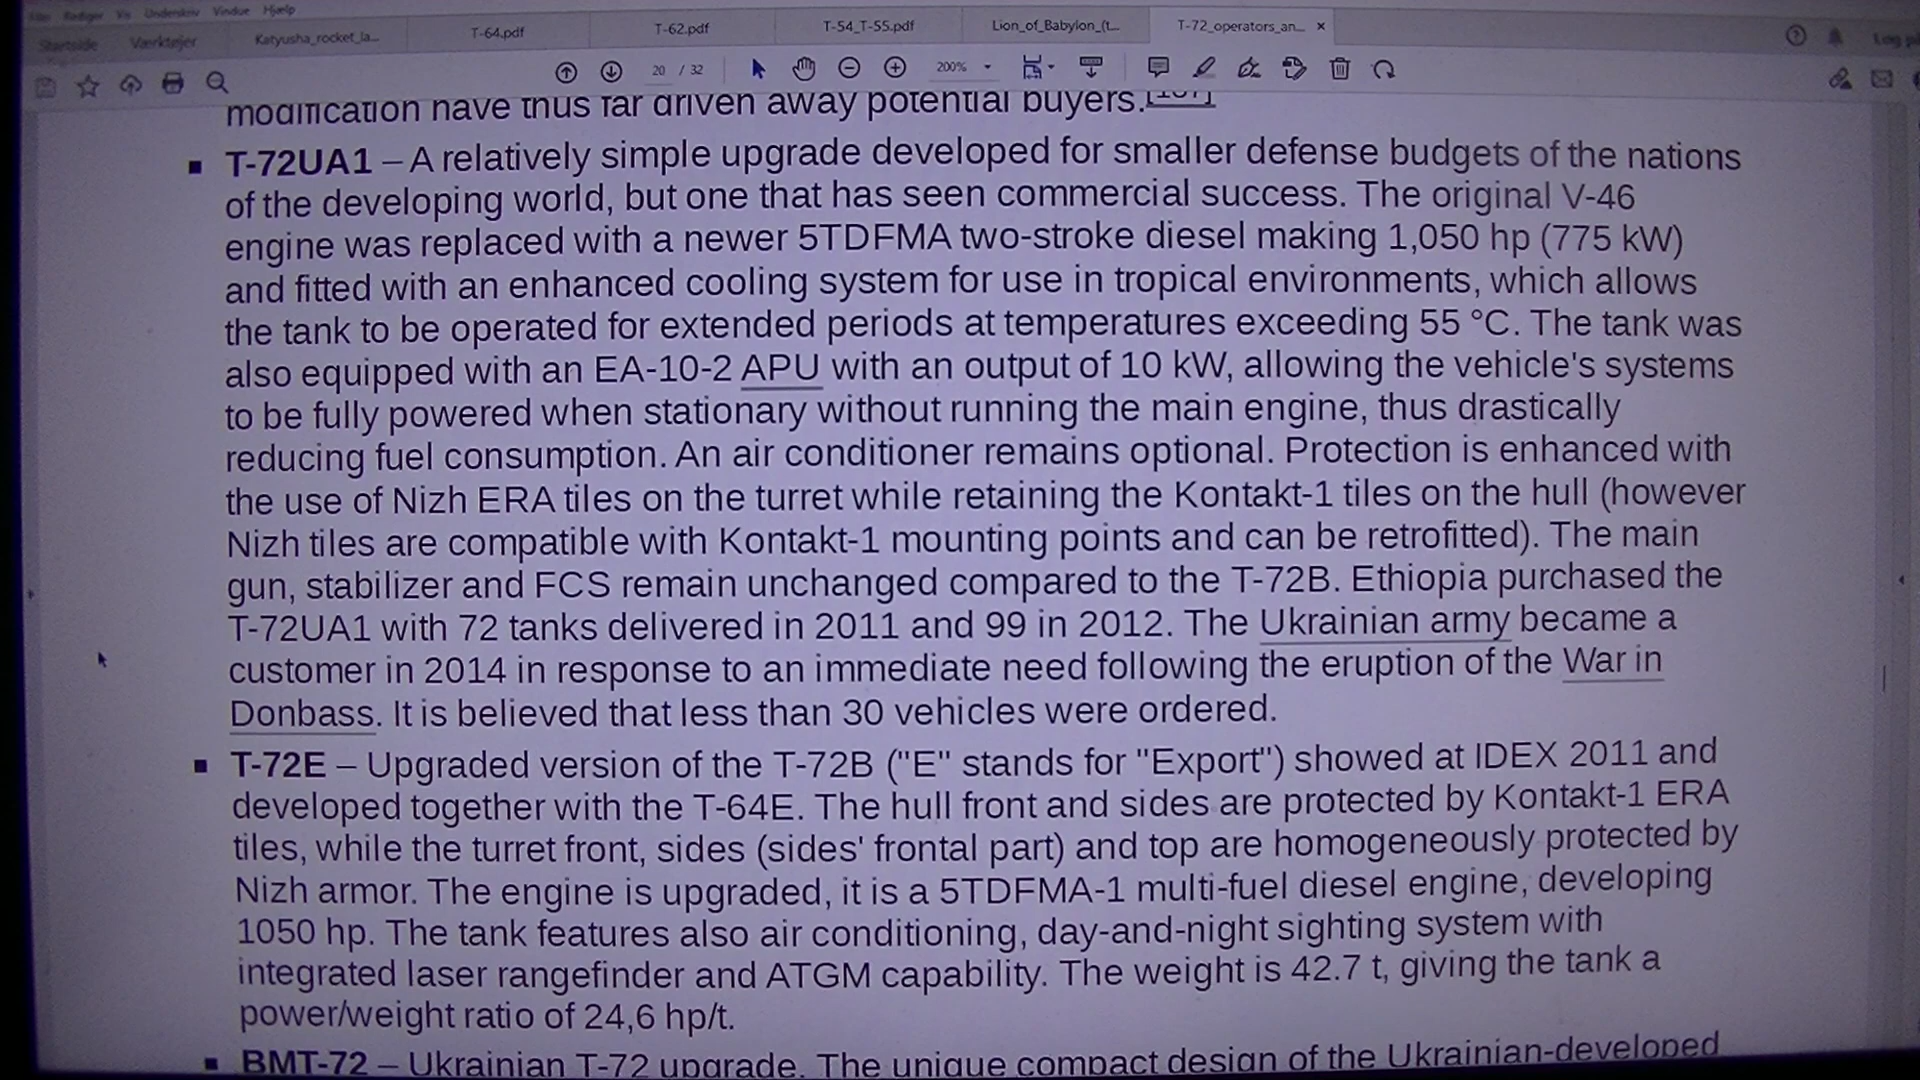 Filer Rediger Vis Underskriv Vindue Hjælp
Startside Værktøjer Katyusha_rocket_la... T-64.pdf T-62.pdf T-54_T-55.pdf Lion_of_Babylon_(t... T-72_operators_an... × Log på
20 / 32 200%
modification have thus far driven away potential buyers.[167]
▪ T-72UA1 – A relatively simple upgrade developed for smaller defense budgets of the nations
of the developing world, but one that has seen commercial success. The original V-46
engine was replaced with a newer 5TDFMA two-stroke diesel making 1,050 hp (775 kW)
and fitted with an enhanced cooling system for use in tropical environments, which allows
the tank to be operated for extended periods at temperatures exceeding 55 °C. The tank was
also equipped with an EA-10-2 APU with an output of 10 kW, allowing the vehicle's systems
to be fully powered when stationary without running the main engine, thus drastically
reducing fuel consumption. An air conditioner remains optional. Protection is enhanced with
the use of Nizh ERA tiles on the turret while retaining the Kontakt-1 tiles on the hull (however
Nizh tiles are compatible with Kontakt-1 mounting points and can be retrofitted). The main
gun, stabilizer and FCS remain unchanged compared to the T-72B. Ethiopia purchased the
T-72UA1 with 72 tanks delivered in 2011 and 99 in 2012. The Ukrainian army became a
customer in 2014 in response to an immediate need following the eruption of the War in
Donbass. It is believed that less than 30 vehicles were ordered.
▪ T-72E – Upgraded version of the T-72B ("E" stands for "Export") showed at IDEX 2011 and
developed together with the T-64E. The hull front and sides are protected by Kontakt-1 ERA
tiles, while the turret front, sides (sides' frontal part) and top are homogeneously protected by
Nizh armor. The engine is upgraded, it is a 5TDFMA-1 multi-fuel diesel engine, developing
1050 hp. The tank features also air conditioning, day-and-night sighting system with
integrated laser rangefinder and ATGM capability. The weight is 42.7 t, giving the tank a
power/weight ratio of 24,6 hp/t.
▪ BMT-72 – Ukrainian T-72 upgrade. The unique compact design of the Ukrainian-developed